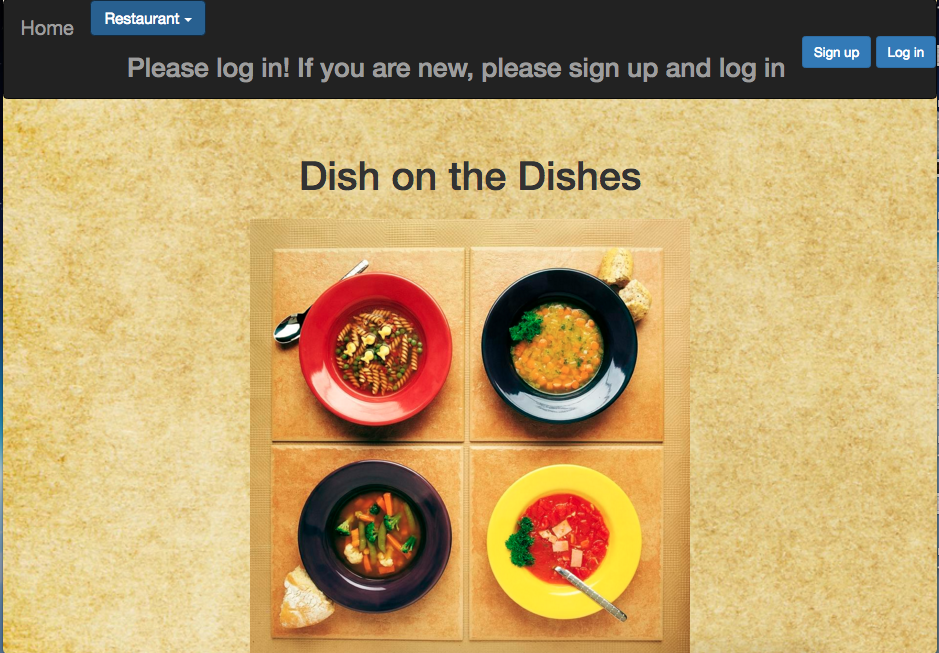 Home
Restaurant
Sign up
Log in
Please log in! If you are new, please sign up and log in
Dish on the Dishes